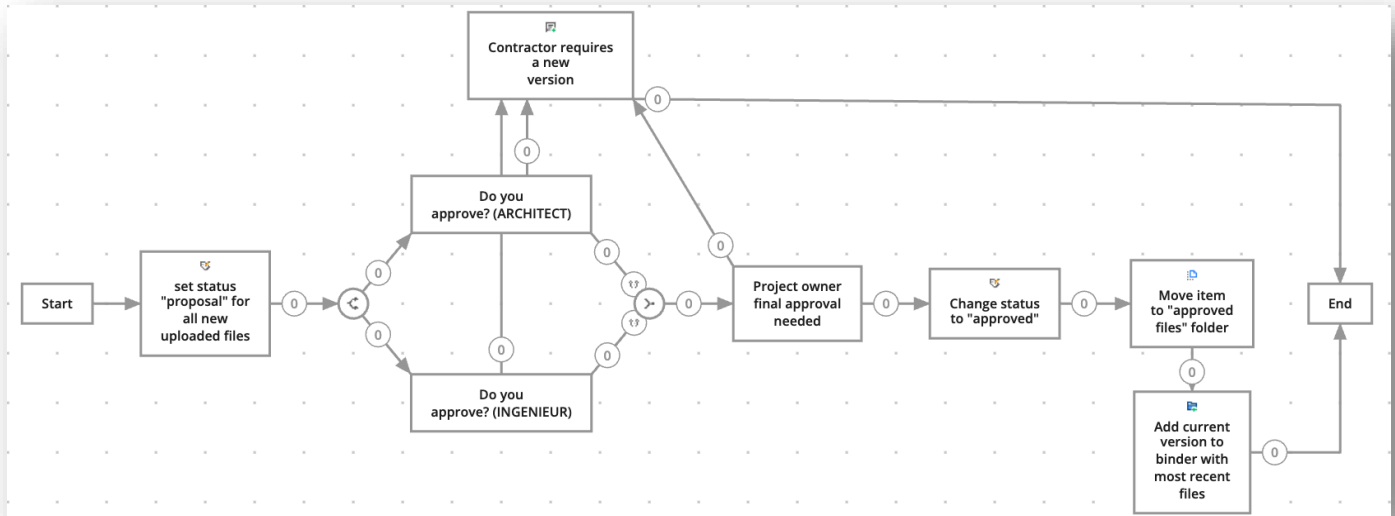 Contractor requires
a new
version
0
0
Do you
approve? (ARCHITECT)
0
0
0
set status
"proposal" for
all new
uploaded files
Start
0
0
Project owner
final approval
needed
0
Change status
to "approved"
0
Move item
to "approved
files" folder
End
0
0
0
0
Do you
approve? (INGENIEUR)
Add current
version to
binder with
most recent
files
0